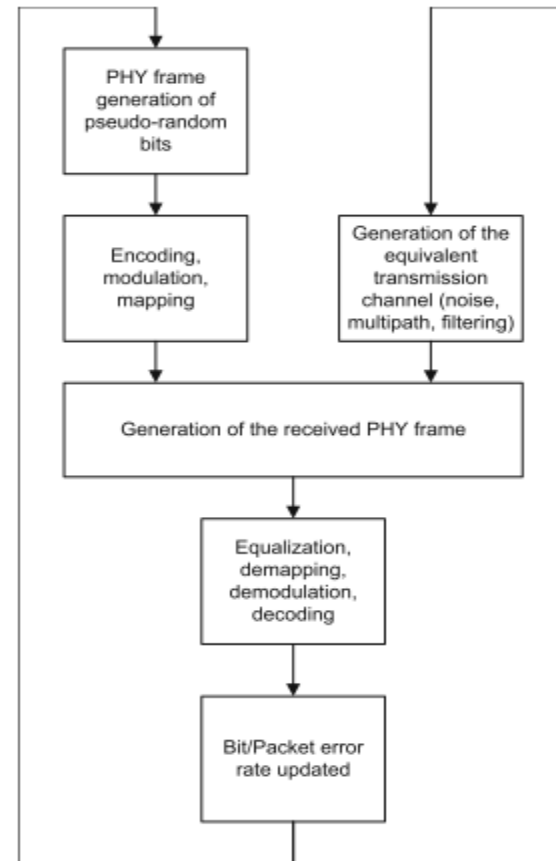 PHY frame
generation of
pseudo-random
bits
Encoding,
modulation,
mapping
Generation of the
equivalent
transmission
channel (noise,
multipath, filtering)
Generation of the received PHY frame
Equalization,
demapping,
demodulation,
decoding
Bit/Packet error
rate updated